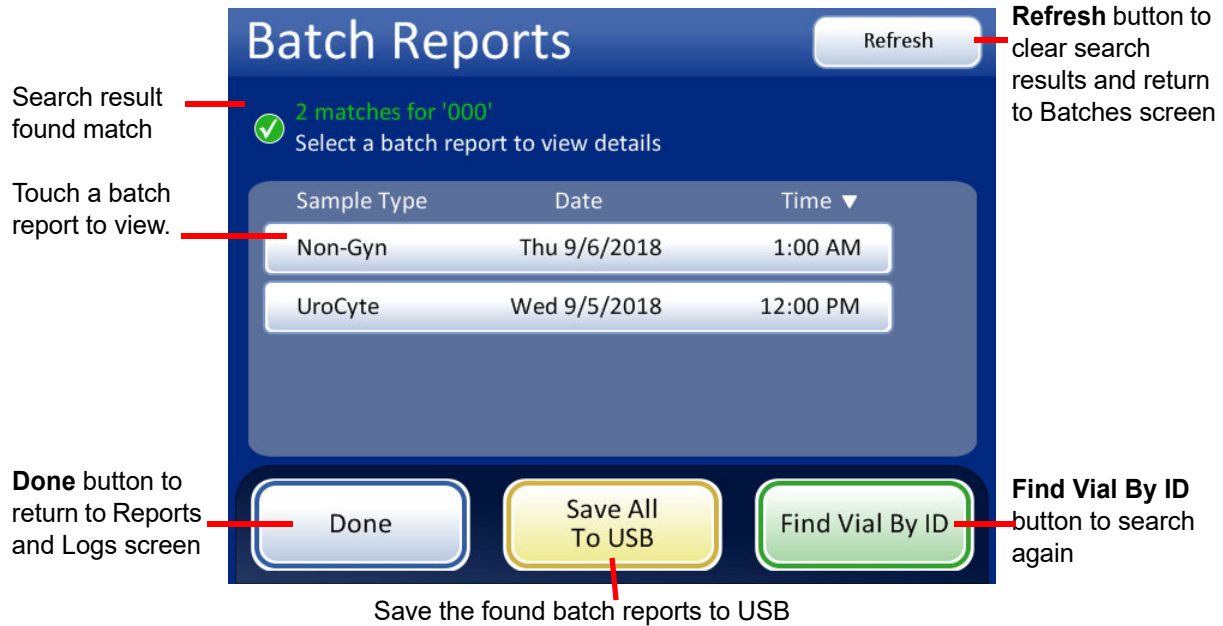 Batch Reports
Refresh
Refresh button to
clear search
results and return
to Batches screen
Search result
found match
2 matches for '000'
Select a batch report to view details
Touch a batch
report to view.
Sample Type Date Time ▼
Non-Gyn Thu 9/6/2018 1:00 AM
UroCyte Wed 9/5/2018 12:00 PM
Done button to
return to Reports
and Logs screen
Done
Save All
To USB
Find Vial By ID
Find Vial By ID
button to search
again
Save the found batch reports to USB